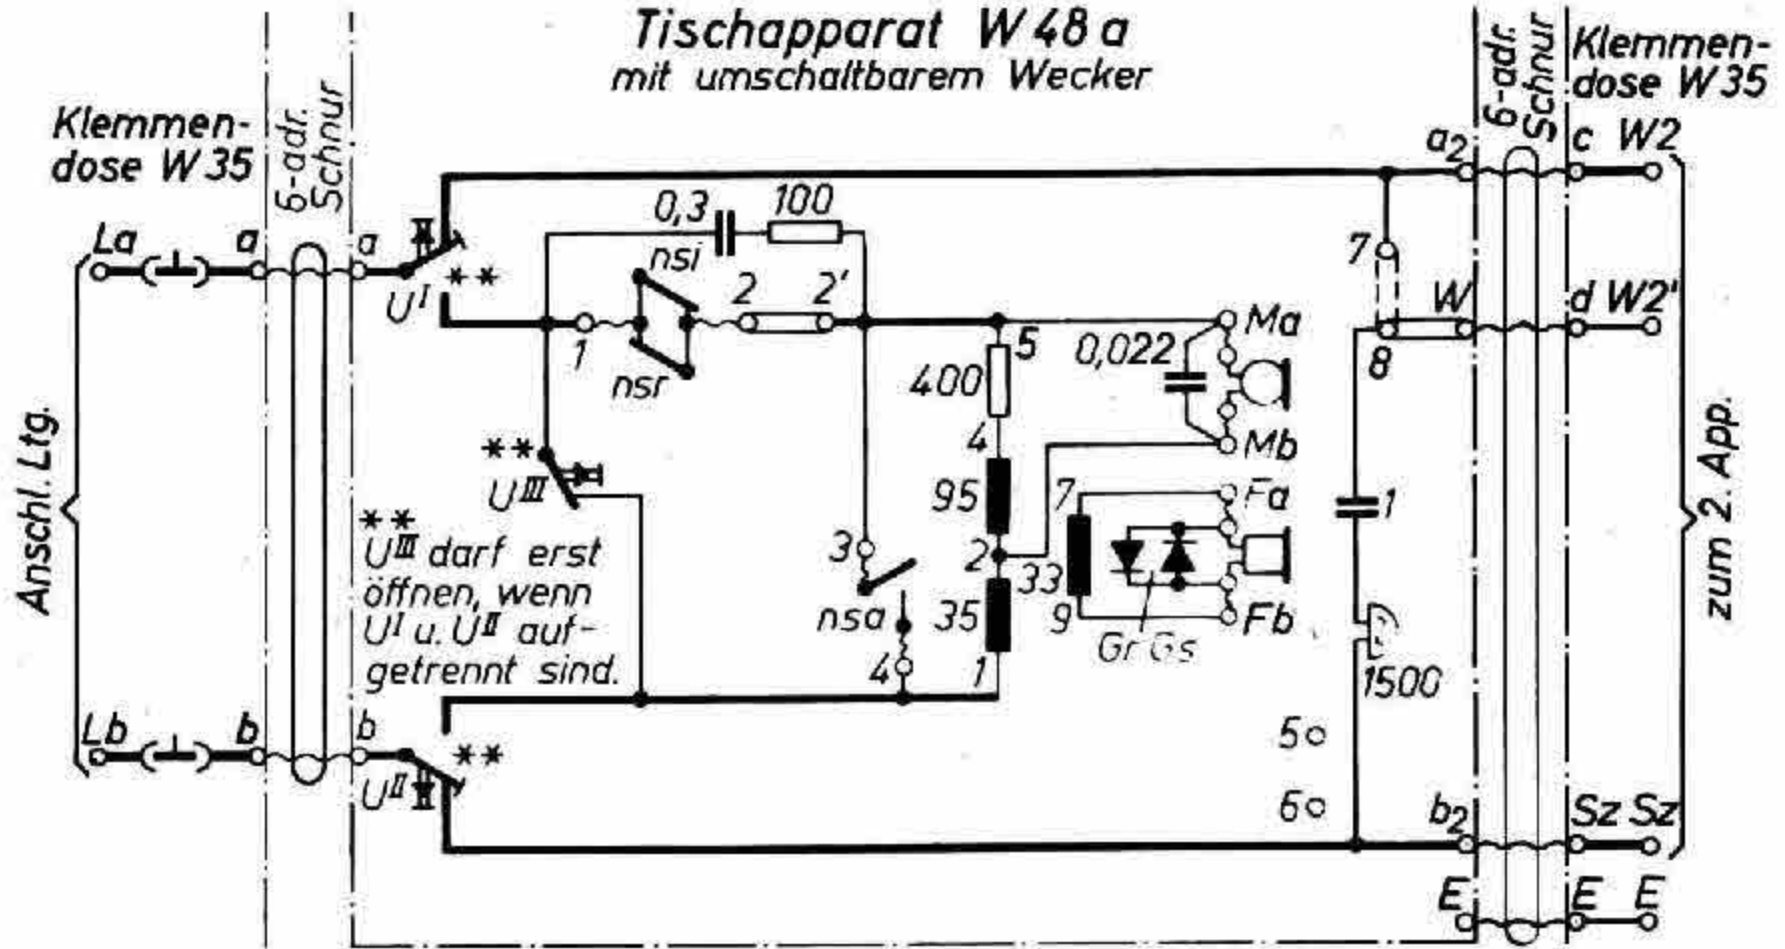 Tischapparat W 48 a
mit umschaltbarem Wecker
Klemmen-
dose W 35
6-adr.
Schnur
6-adr.
Schnur
Klemmen-
dose W 35
La
a
a
U^I
II
**
0,3
100
nsi
1
nsr
2
2'
5
400
4
95
2
35
1
0,022
Ma
Mb
7
33
9
Fa
Fb
Gr Gs
3
nsa
4
**
U^III
**
U^III darf erst
öffnen, wenn
U^I u. U^II auf-
getrennt sind.
Anschl. Ltg.
Lb
b
b
U^II
**
a2
c W2
7
W
d W2'
8
1
1500
5
6
b2
Sz Sz
E
E E
zum 2. App.